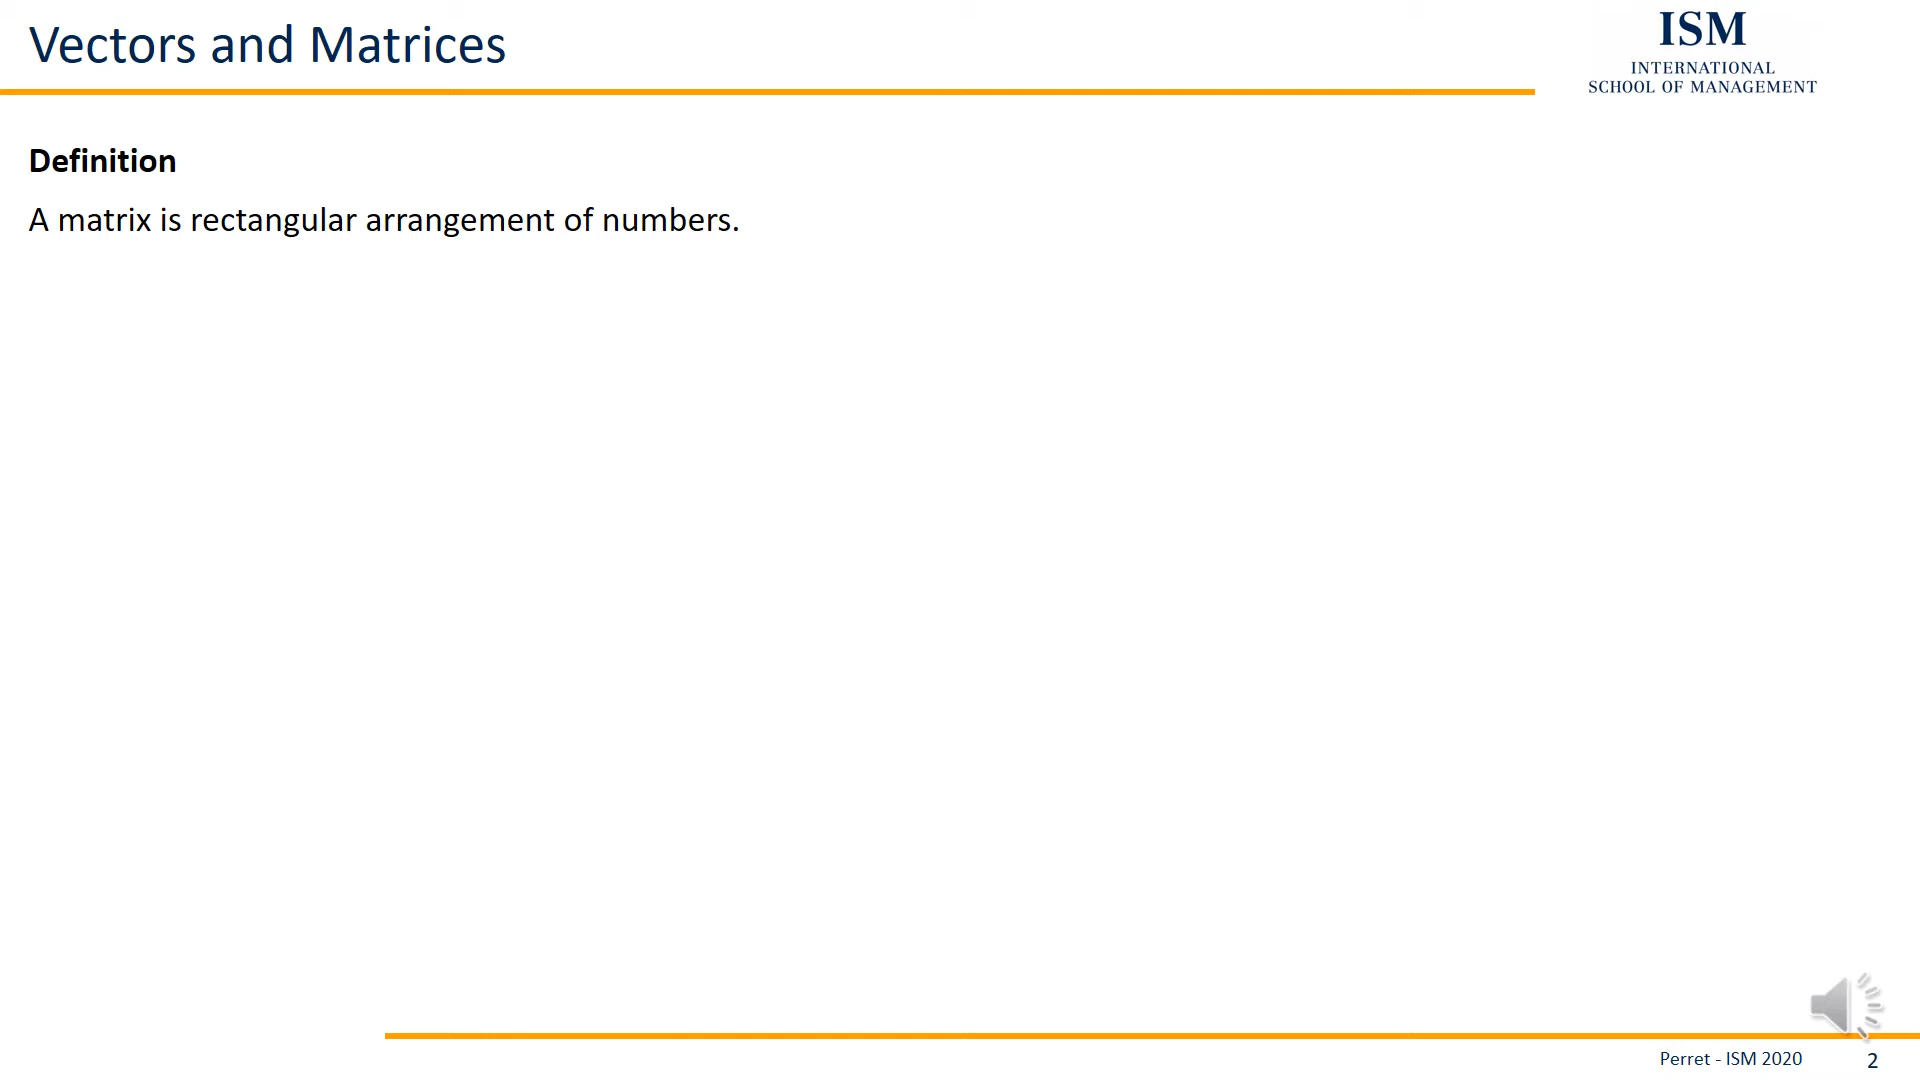 Vectors and Matrices
ISM
INTERNATIONAL
SCHOOL OF MANAGEMENT
Definition
A matrix is rectangular arrangement of numbers.
Perret - ISM 2020
2